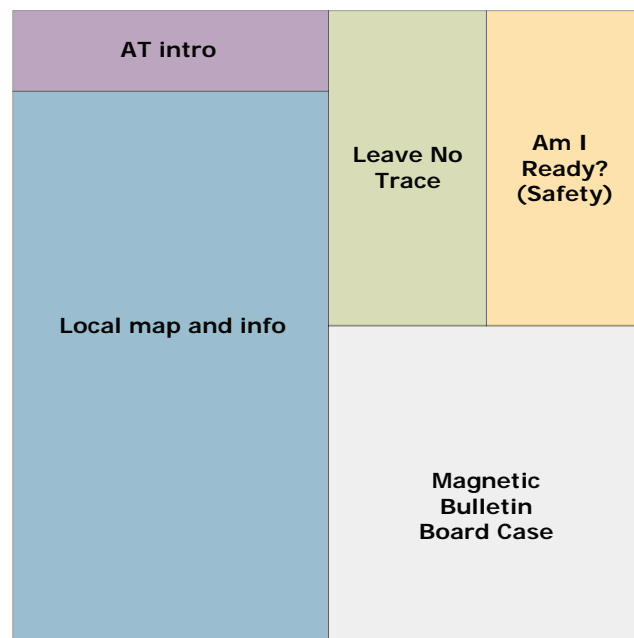 AT intro
Leave No
Trace
Am I
Ready?
(Safety)
Local map and info
Magnetic
Bulletin
Board Case